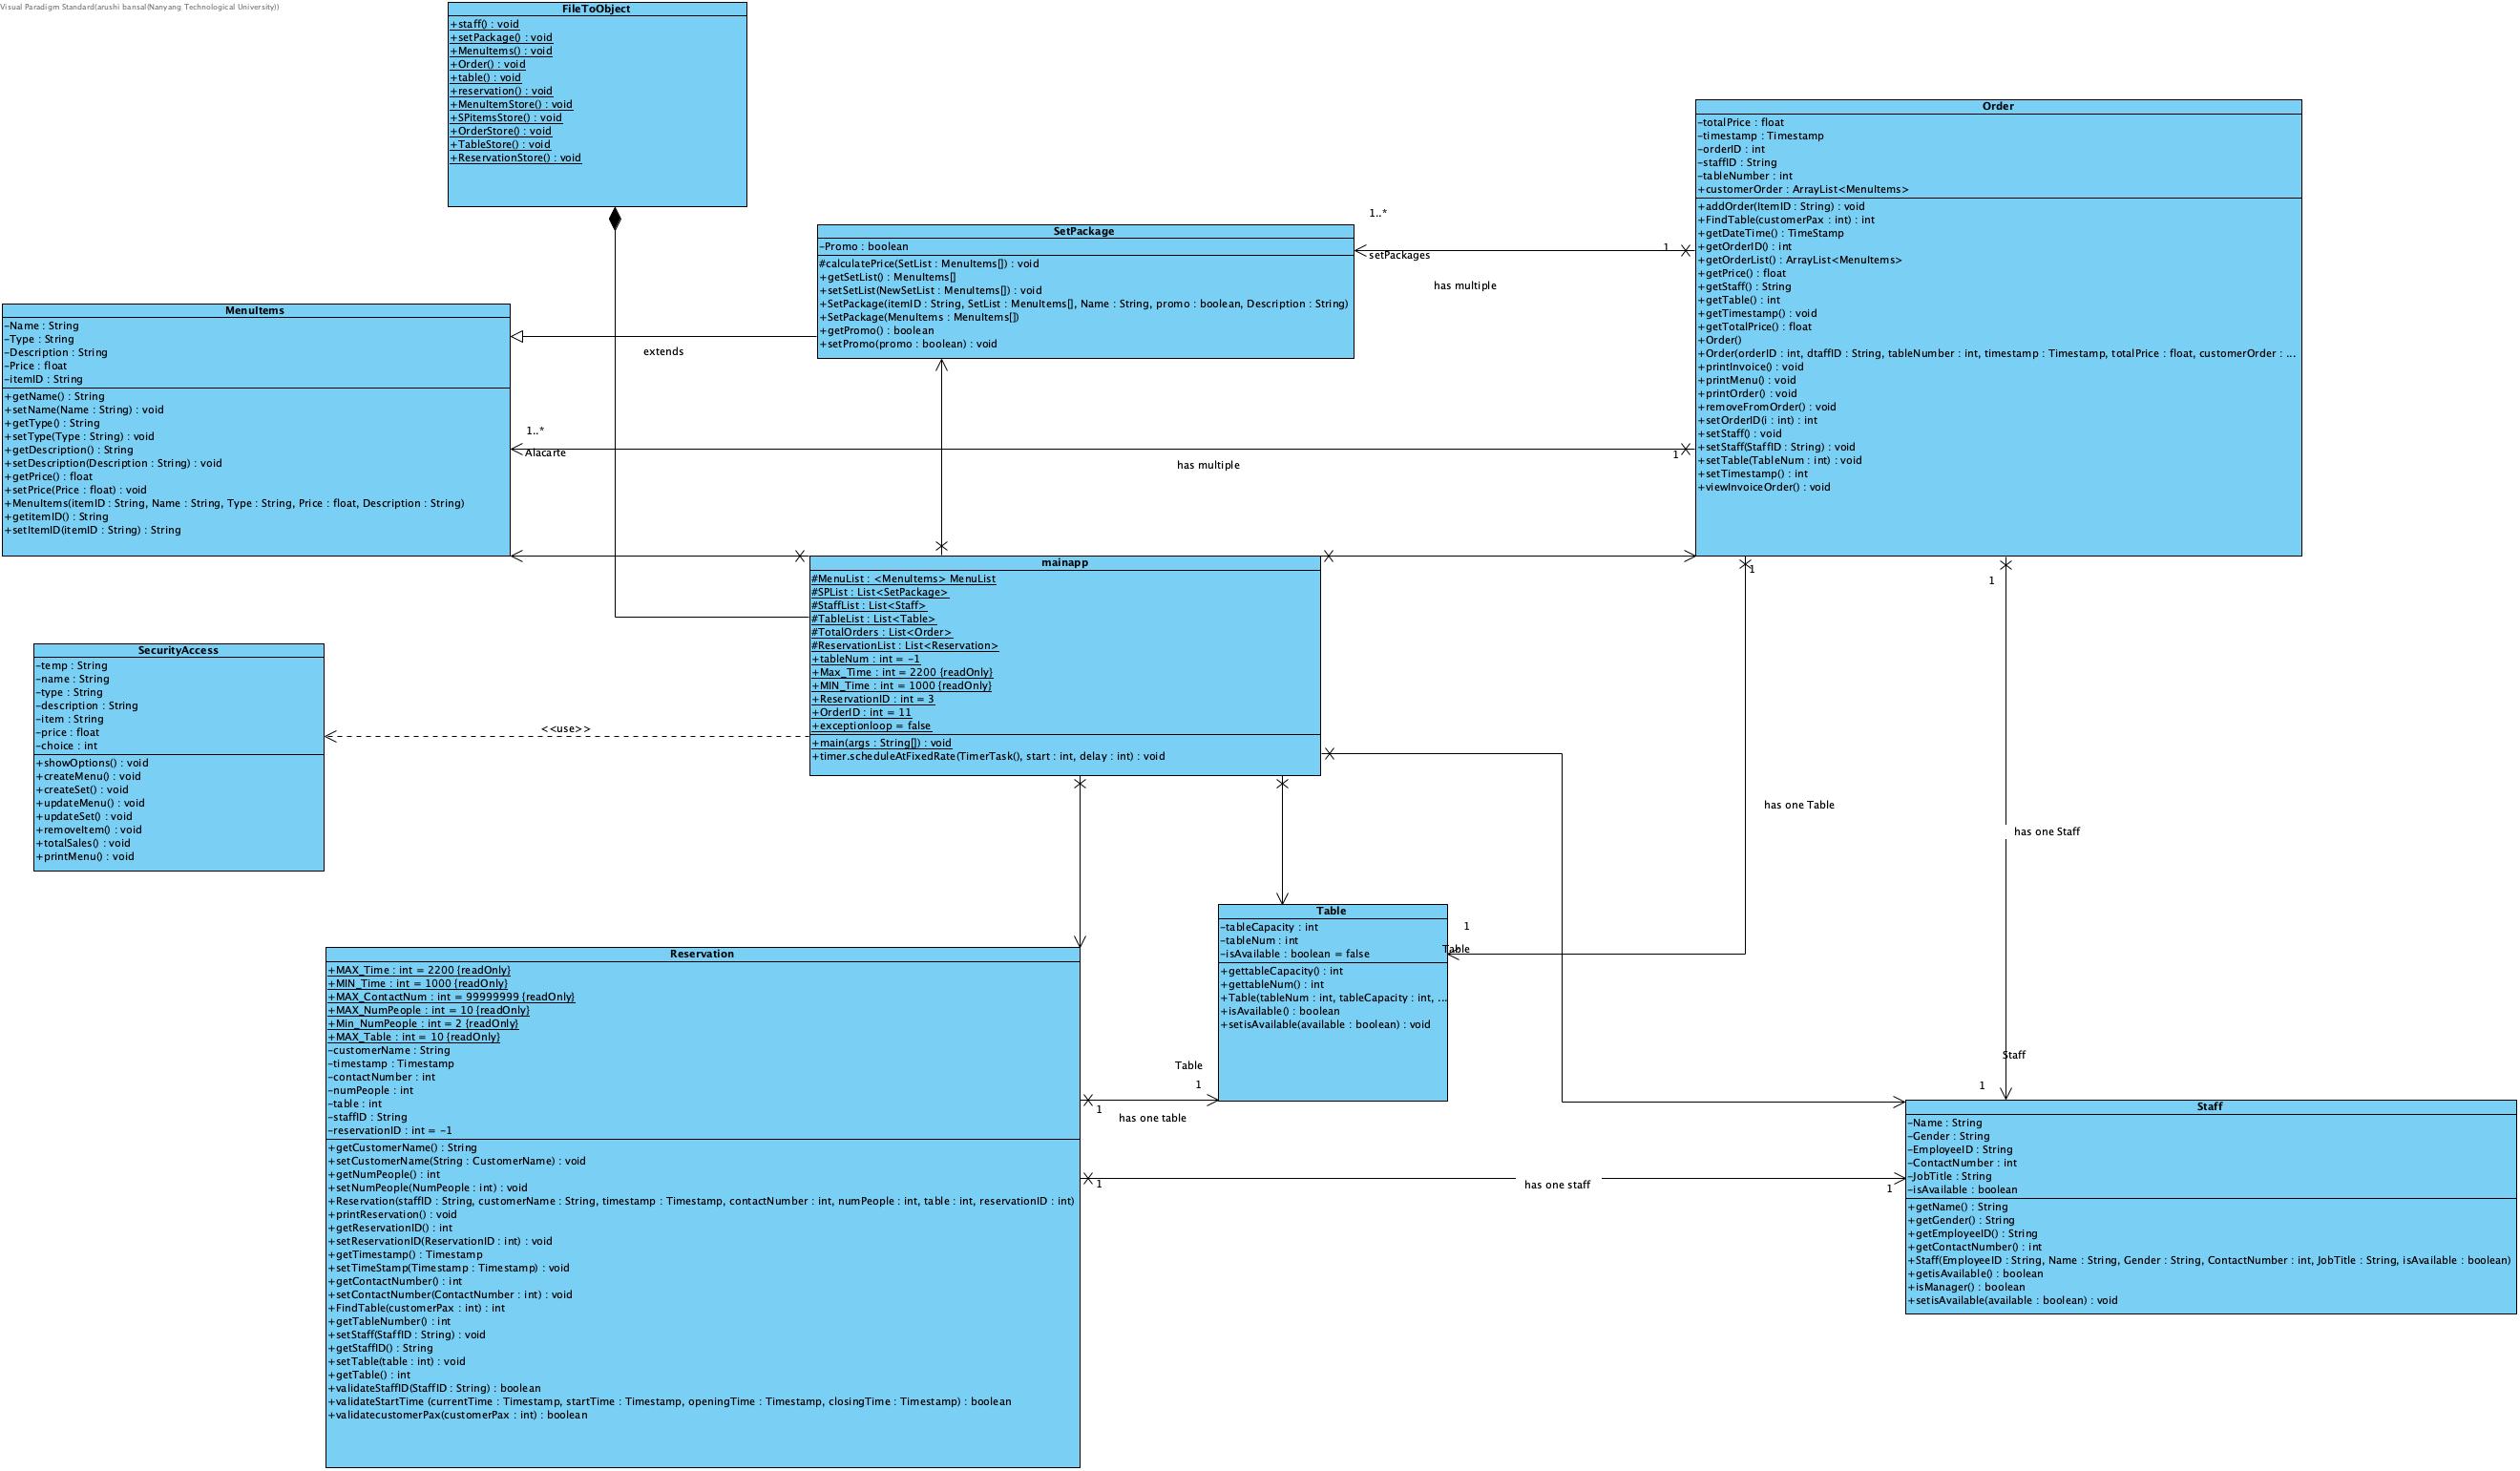 Visual Paradigm Standard(arushi bansal(Nanyang Technological University))
FileToObject
+staff() : void
+setPackage() : void
+MenuItems() : void
+Order() : void
+table() : void
+reservation() : void
+MenuItemStore() : void
+SPitemsStore() : void
+OrderStore() : void
+TableStore() : void
+ReservationStore() : void
Order
-totalPrice : float
-timestamp : Timestamp
-orderID : int
-staffID : String
-tableNumber : int
+customerOrder : ArrayList<MenuItems>
+addOrder(ItemID : String) : void
+FindTable(customerPax : int) : int
+getDateTime() : TimeStamp
+getOrderID() : int
+getOrderList() : ArrayList<MenuItems>
+getPrice() : float
+getStaff() : String
+getTable() : int
+getTimestamp() : void
+getTotalPrice() : float
+Order()
+Order(orderID : int, dtaffID : String, tableNumber : int, timestamp : Timestamp, totalPrice : float, customerOrder : ...
+printInvoice() : void
+printMenu() : void
+printOrder() : void
+removeFromOrder() : void
+setOrderID(i : int) : int
+setStaff() : void
+setStaff(StaffID : String) : void
+setTable(TableNum : int) : void
+setTimestamp() : int
+viewInvoiceOrder() : void
SetPackage
-Promo : boolean
#calculatePrice(SetList : MenuItems[]) : void
+getSetList() : MenuItems[]
+setSetList(NewSetList : MenuItems[]) : void
+SetPackage(itemID : String, SetList : MenuItems[], Name : String, promo : boolean, Description : String)
+SetPackage(MenuItems : MenuItems[])
+getPromo() : boolean
+setPromo(promo : boolean) : void
1..*
setPackages
1
has multiple
MenuItems
-Name : String
-Type : String
-Description : String
-Price : float
-itemID : String
+getName() : String
+setName(Name : String) : void
+getType() : String
+setType(Type : String) : void
+getDescription() : String
+setDescription(Description : String) : void
+getPrice() : float
+setPrice(Price : float) : void
+MenuItems(itemID : String, Name : String, Type : String, Price : float, Description : String)
+getitemID() : String
+setItemID(itemID : String) : String
extends
1..*
Alacarte
has multiple
1
mainapp
#MenuList : <MenuItems> MenuList
#SPList : List<SetPackage>
#StaffList : List<Staff>
#TableList : List<Table>
#TotalOrders : List<Order>
#ReservationList : List<Reservation>
+tableNum : int = -1
+Max_Time : int = 2200 {readOnly}
+MIN_Time : int = 1000 {readOnly}
+ReservationID : int = 3
+OrderID : int = 11
+exceptionloop = false
+main(args : String[]) : void
+timer.scheduleAtFixedRate(TimerTask(), start : int, delay : int) : void
1
1
SecurityAccess
-temp : String
-name : String
-type : String
-description : String
-item : String
-price : float
-choice : int
+showOptions() : void
+createMenu() : void
+createSet() : void
+updateMenu() : void
+updateSet() : void
+removeItem() : void
+totalSales() : void
+printMenu() : void
<<use>>
has one Table
has one Staff
Table
-tableCapacity : int
-tableNum : int
-isAvailable : boolean = false
+gettableCapacity() : int
+gettableNum() : int
+Table(tableNum : int, tableCapacity : int, ...
+isAvailable() : boolean
+setisAvailable(available : boolean) : void
1
Table
Reservation
+MAX_Time : int = 2200 {readOnly}
+MIN_Time : int = 1000 {readOnly}
+MAX_ContactNum : int = 99999999 {readOnly}
+MAX_NumPeople : int = 10 {readOnly}
+Min_NumPeople : int = 2 {readOnly}
+MAX_Table : int = 10 {readOnly}
-customerName : String
-timestamp : Timestamp
-contactNumber : int
-numPeople : int
-table : int
-staffID : String
-reservationID : int = -1
+getCustomerName() : String
+setCustomerName(String : CustomerName) : void
+getNumPeople() : int
+setNumPeople(NumPeople : int) : void
+Reservation(staffID : String, customerName : String, timestamp : Timestamp, contactNumber : int, numPeople : int, table : int, reservationID : int)
+printReservation() : void
+getReservationID() : int
+setReservationID(ReservationID : int) : void
+getTimestamp() : Timestamp
+setTimeStamp(Timestamp : Timestamp) : void
+getContactNumber() : int
+setContactNumber(ContactNumber : int) : void
+FindTable(customerPax : int) : int
+getTableNumber() : int
+setStaff(StaffID : String) : void
+getStaffID() : String
+setTable(table : int) : void
+getTable() : int
+validateStaffID(StaffID : String) : boolean
+validateStartTime (currentTime : Timestamp, startTime : Timestamp, openingTime : Timestamp, closingTime : Timestamp) : boolean
+validatecustomerPax(customerPax : int) : boolean
Table
1
1
has one table
Staff
1
1
has one staff
1
Staff
-Name : String
-Gender : String
-EmployeeID : String
-ContactNumber : int
-JobTitle : String
-isAvailable : boolean
+getName() : String
+getGender() : String
+getEmployeeID() : String
+getContactNumber() : int
+Staff(EmployeeID : String, Name : String, Gender : String, ContactNumber : int, JobTitle : String, isAvailable : boolean)
+getisAvailable() : boolean
+isManager() : boolean
+setisAvailable(available : boolean) : void